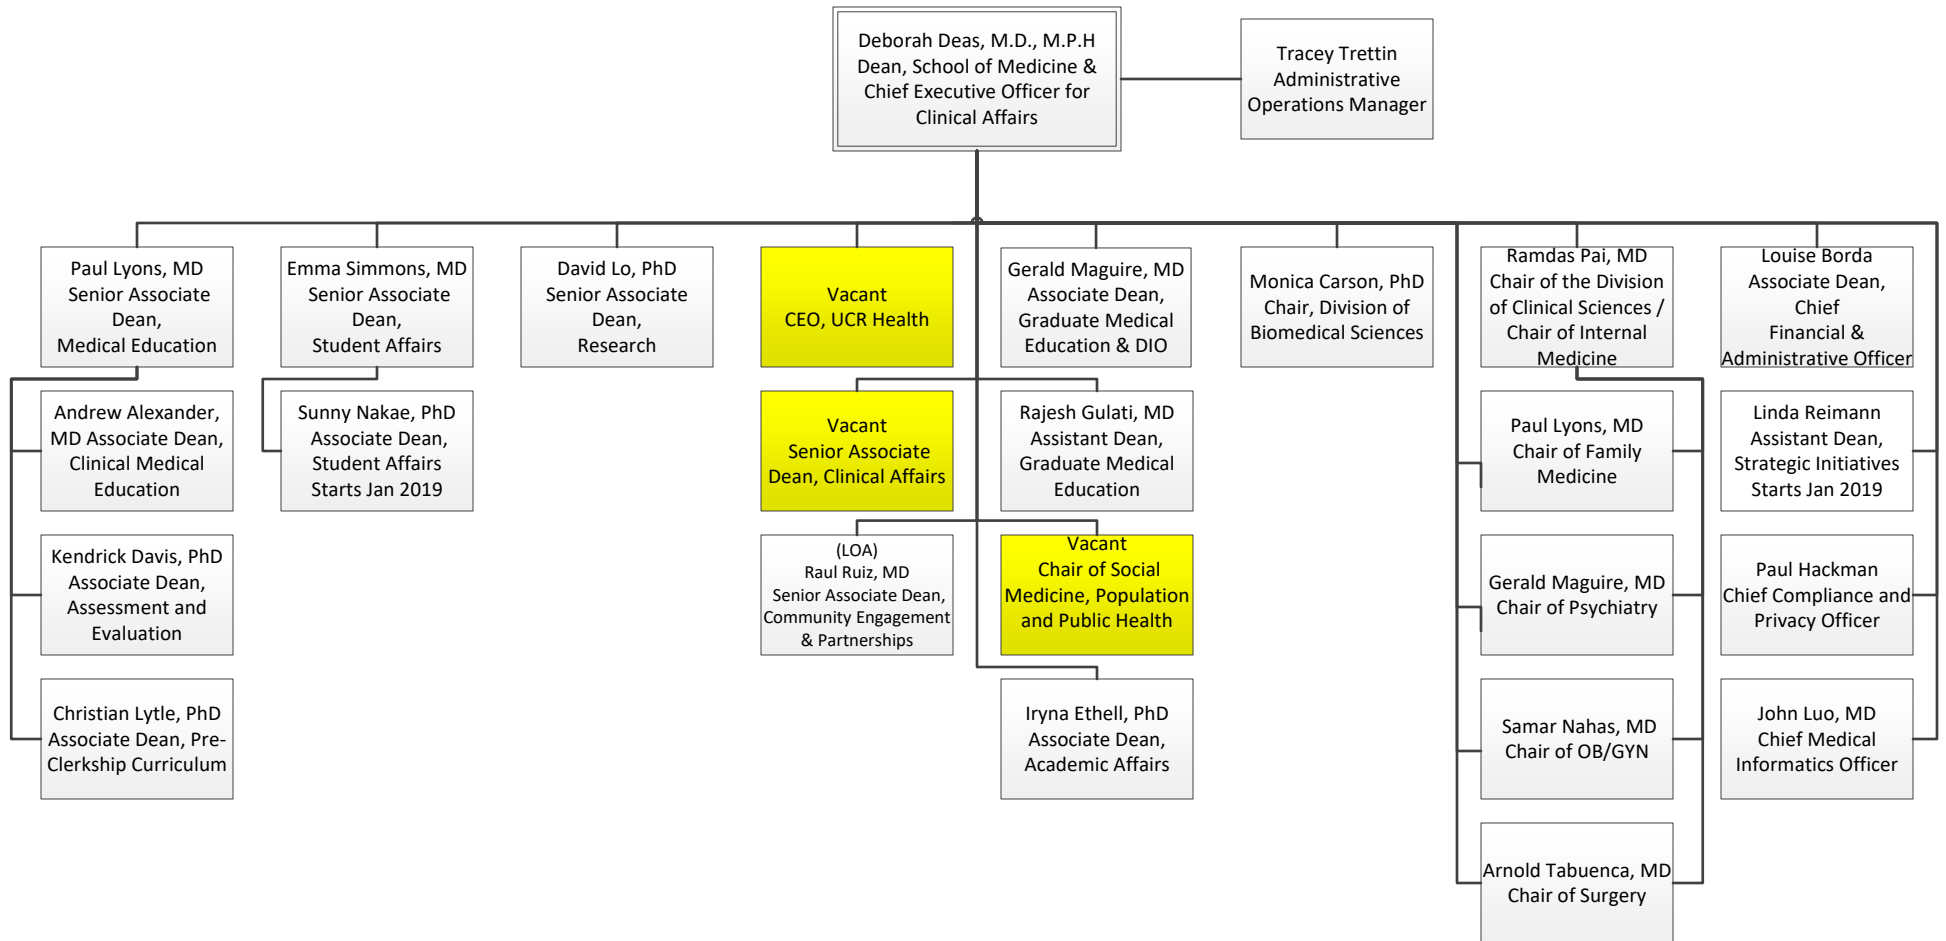 Deborah Deas, M.D., M.P.H
Dean, School of Medicine &
Chief Executive Officer for
Clinical Affairs
Tracey Trettin
Administrative
Operations Manager
Paul Lyons, MD
Senior Associate
Dean,
Medical Education
Emma Simmons, MD
Senior Associate
Dean,
Student Affairs
David Lo, PhD
Senior Associate
Dean,
Research
Vacant
CEO, UCR Health
Gerald Maguire, MD
Associate Dean,
Graduate Medical
Education & DIO
Monica Carson, PhD
Chair, Division of
Biomedical Sciences
Ramdas Pai, MD
Chair of the Division
of Clinical Sciences /
Chair of Internal
Medicine
Louise Borda
Associate Dean,
Chief
Financial &
Administrative Officer
Andrew Alexander,
MD Associate Dean,
Clinical Medical
Education
Sunny Nakae, PhD
Associate Dean,
Student Affairs
Starts Jan 2019
Vacant
Senior Associate
Dean, Clinical Affairs
Rajesh Gulati, MD
Assistant Dean,
Graduate Medical
Education
Paul Lyons, MD
Chair of Family
Medicine
Linda Reimann
Assistant Dean,
Strategic Initiatives
Starts Jan 2019
Kendrick Davis, PhD
Associate Dean,
Assessment and
Evaluation
(LOA)
Raul Ruiz, MD
Senior Associate Dean,
Community Engagement
& Partnerships
Vacant
Chair of Social
Medicine, Population
and Public Health
Gerald Maguire, MD
Chair of Psychiatry
Paul Hackman
Chief Compliance and
Privacy Officer
Christian Lytle, PhD
Associate Dean, Pre-
Clerkship Curriculum
Iryna Ethell, PhD
Associate Dean,
Academic Affairs
Samar Nahas, MD
Chair of OB/GYN
John Luo, MD
Chief Medical
Informatics Officer
Arnold Tabuenca, MD
Chair of Surgery